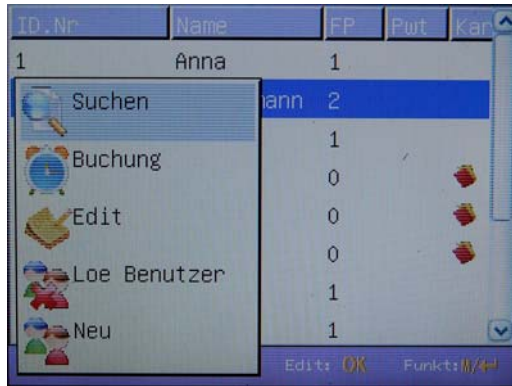 ID.Nr Name FP Pwt Kar
1 Anna 1
Suchen
ann 2
1
Buchung
0
Edit
0
0
Loe Benutzer
1
Neu
1
Edit: OK Funkt:M/